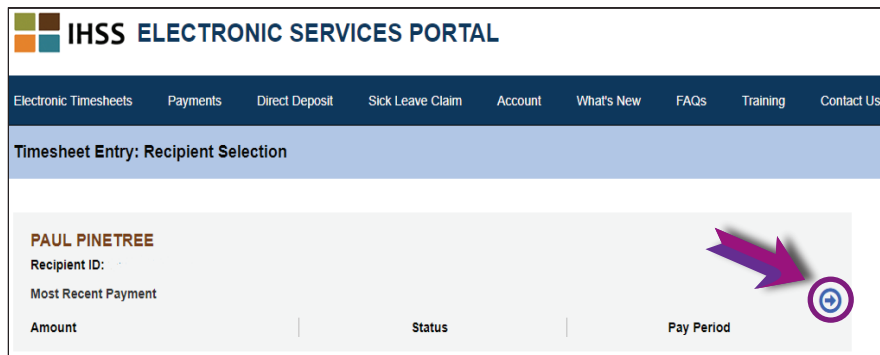 IHSS ELECTRONIC SERVICES PORTAL
Electronic Timesheets Payments Direct Deposit Sick Leave Claim Account What's New FAQs Training Contact Us
Timesheet Entry: Recipient Selection
PAUL PINETREE
Recipient ID:
Most Recent Payment
Amount Status Pay Period